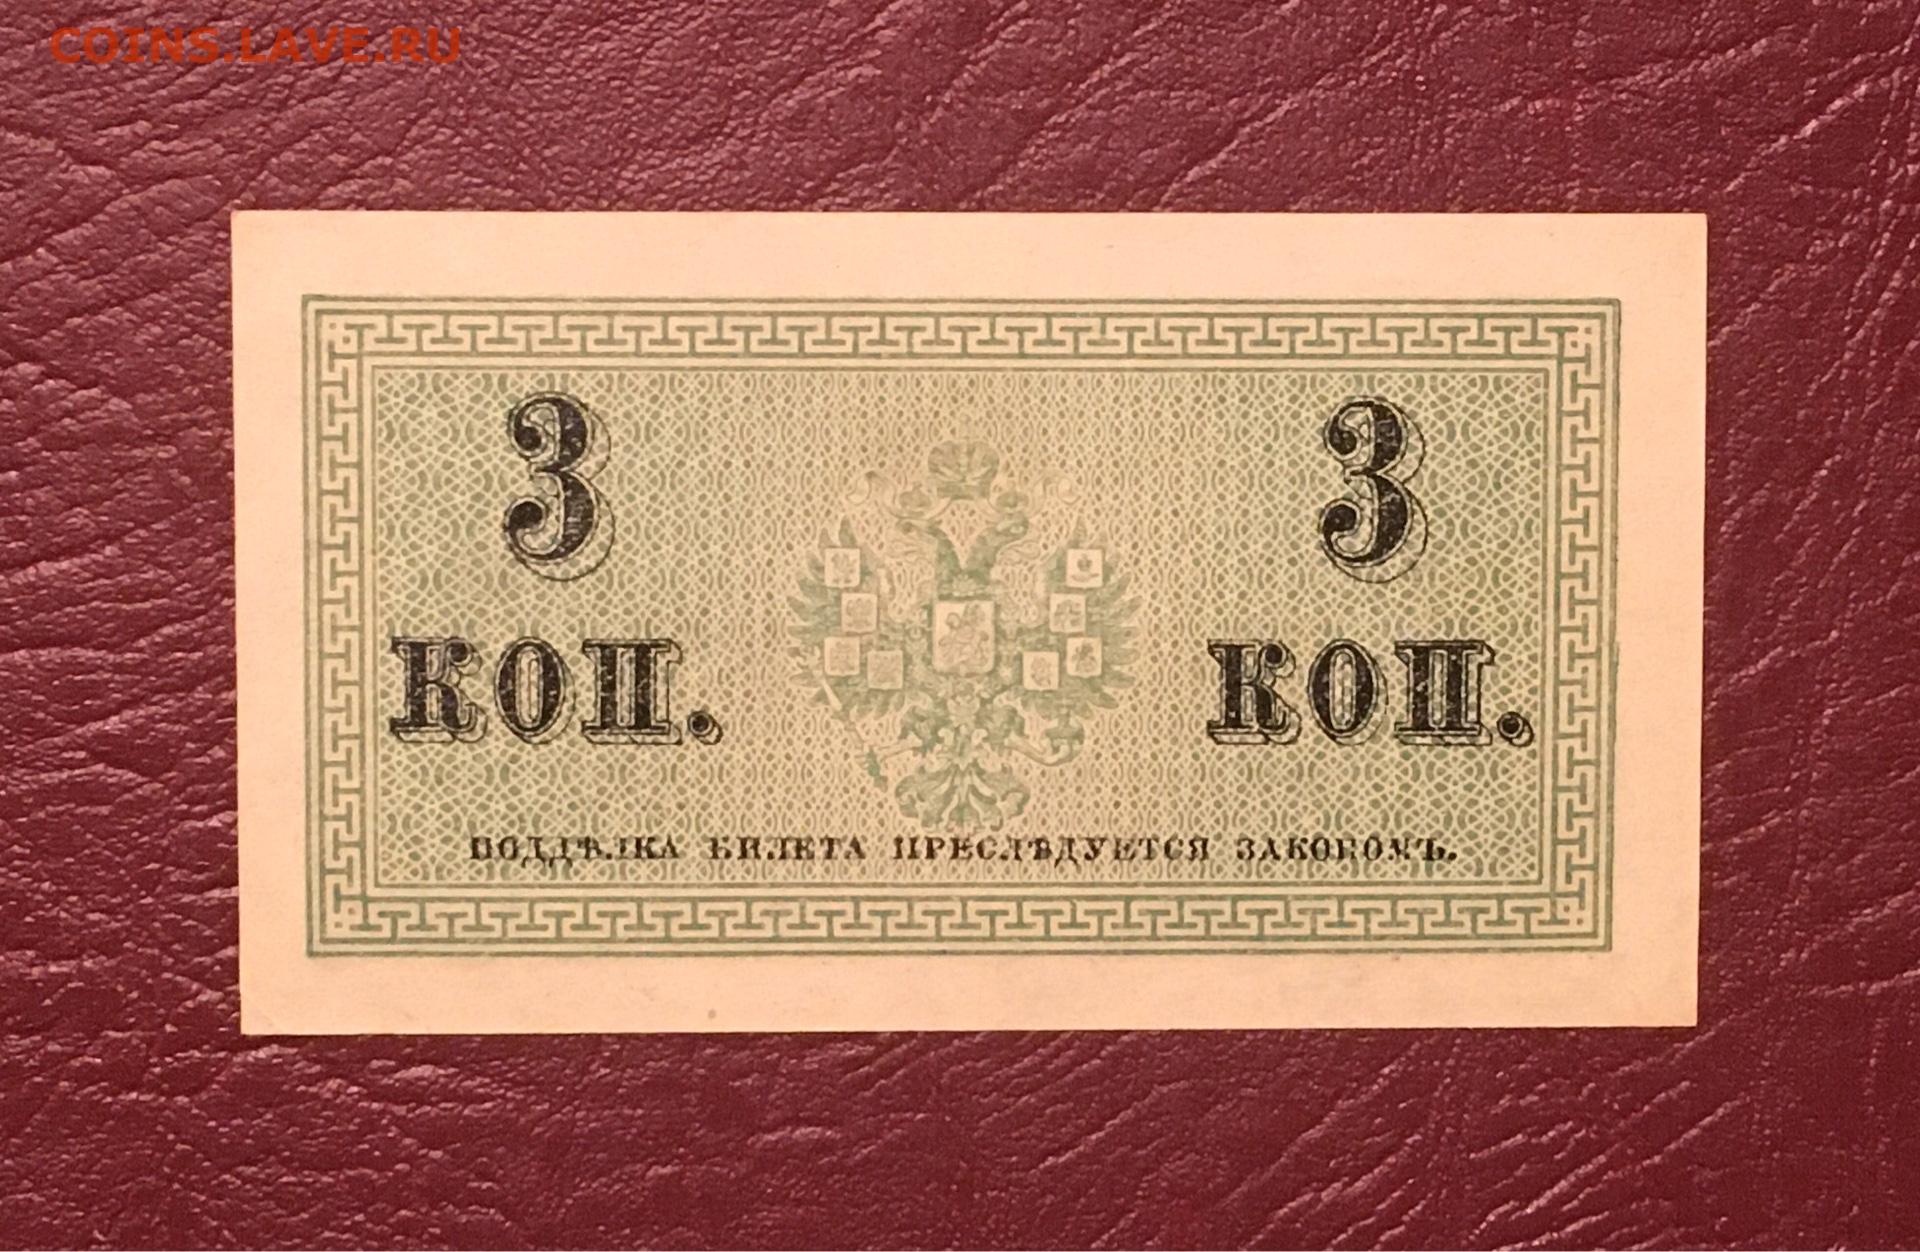 COINS.LAVE.RU
3 3
КОП. КОП.
ПОДДѢЛКА БИЛЕТА ПРЕСЛѢДУЕТСЯ ЗАКОНОМЪ.